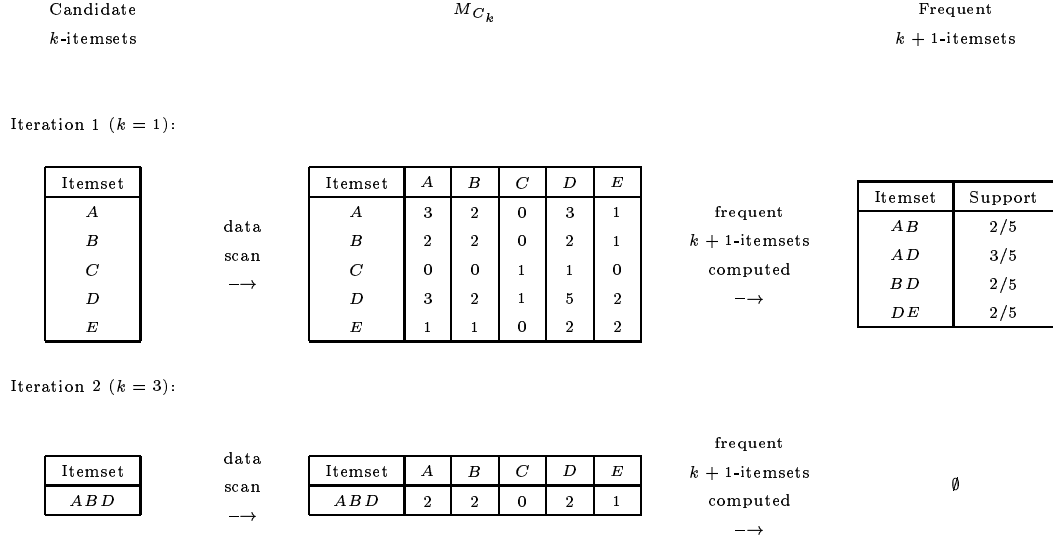 Candidate M_{C_k} Frequent
k-itemsets k + 1-itemsets
Iteration 1 (k = 1):
Itemset
A
B
C
D
E
data
scan
→
Itemset A B C D E
A 3 2 0 3 1
B 2 2 0 2 1
C 0 0 1 1 0
D 3 2 1 5 2
E 1 1 0 2 2
frequent
k + 1-itemsets
computed
→
Itemset Support
AB 2/5
AD 3/5
BD 2/5
DE 2/5
Iteration 2 (k = 3):
Itemset
ABD
data
scan
→
Itemset A B C D E
ABD 2 2 0 2 1
frequent
k + 1-itemsets
computed
→
∅